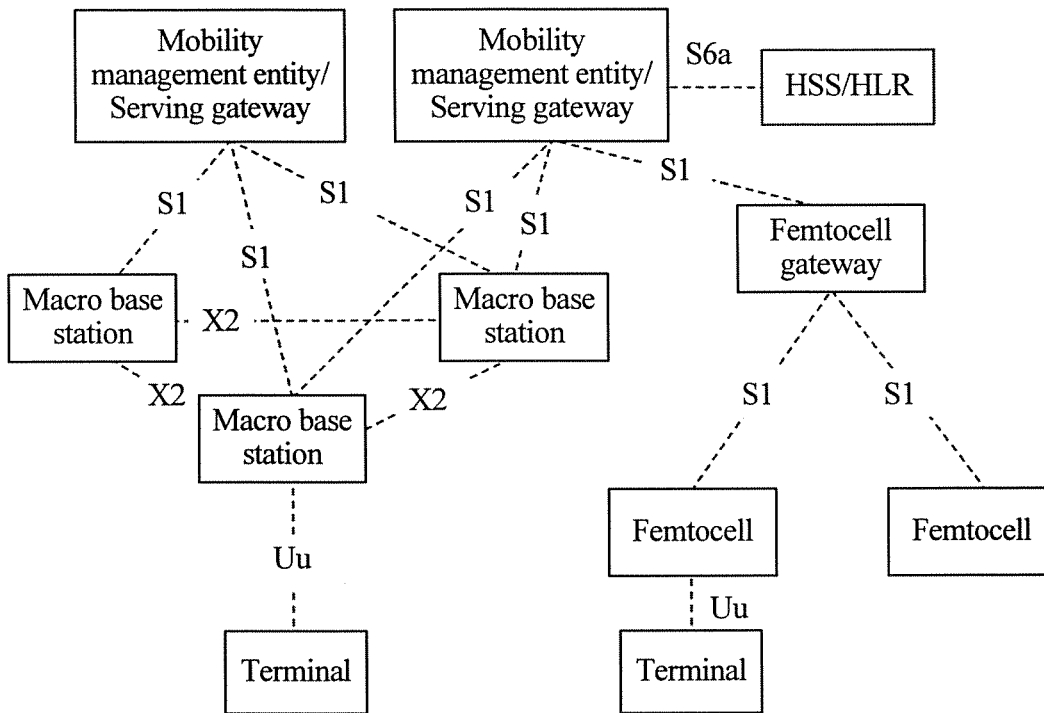 Mobility
management entity/
Serving gateway
Mobility
management entity/
Serving gateway
S6a
HSS/HLR
S1
S1
S1
S1
S1
S1
Femtocell
gateway
Macro base
station
X2
Macro base
station
X2
Macro base
station
X2
S1
S1
Femtocell
Femtocell
Uu
Uu
Terminal
Terminal